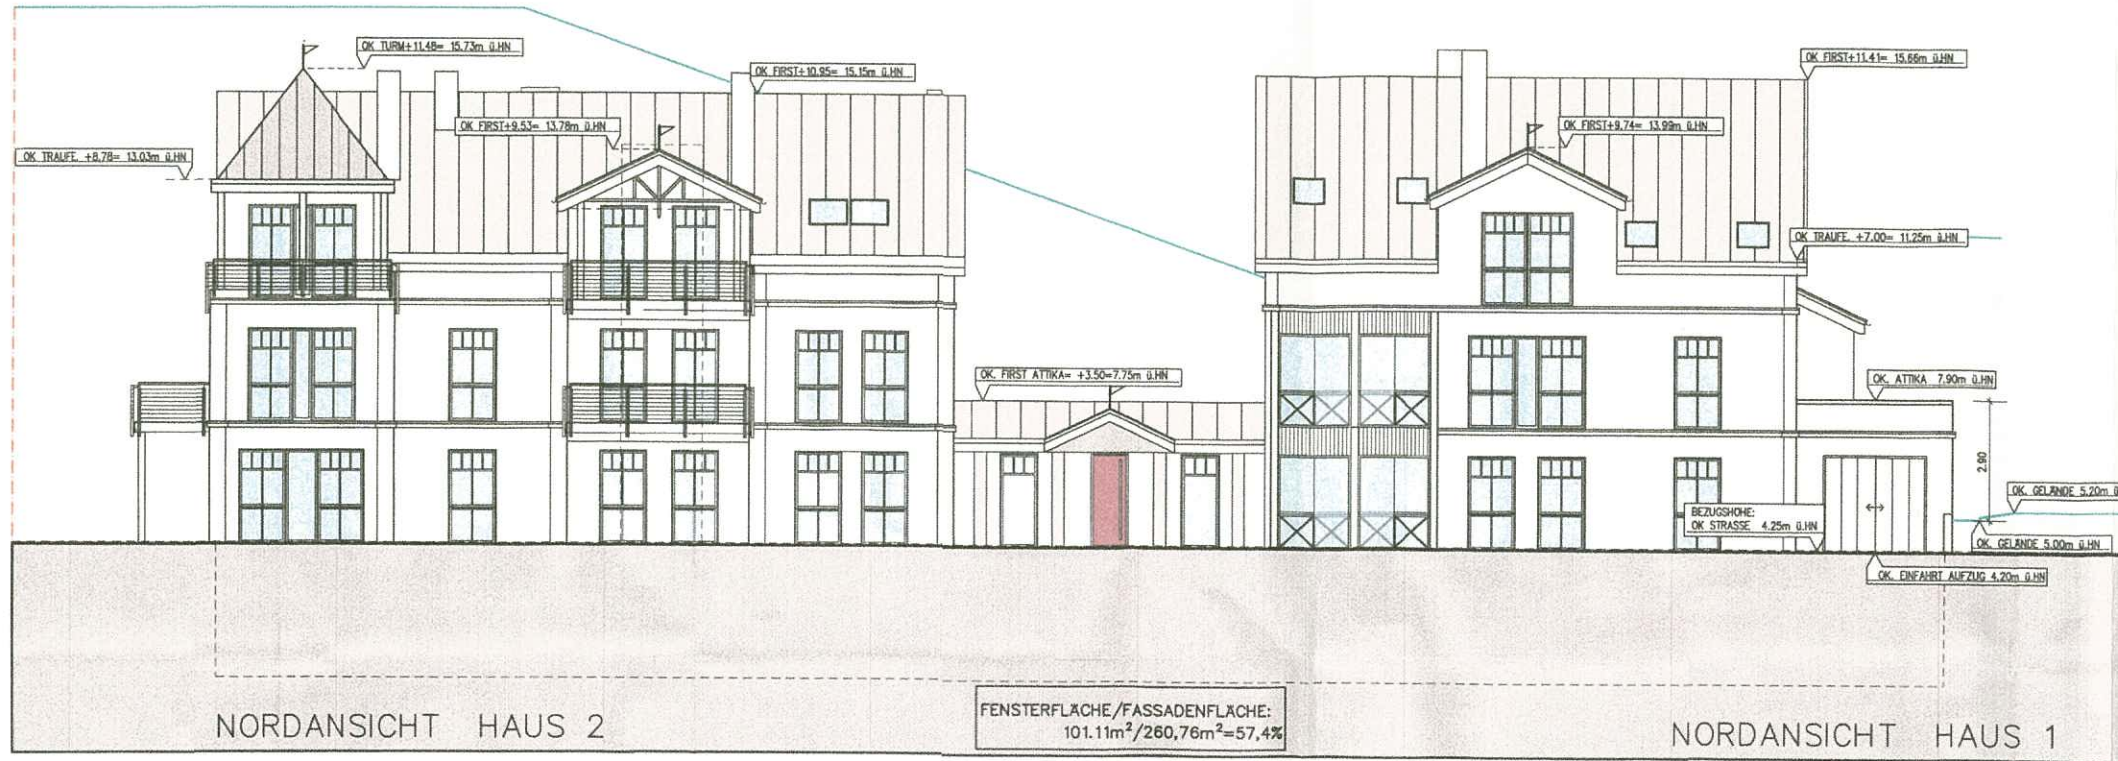 OK TURM+11.48= 15.73m ü.HN
OK FIRST+10.95= 15.15m ü.HN
OK FIRST+11.41= 15.66m ü.HN
OK FIRST+9.53= 13.78m ü.HN
OK FIRST+9.74= 13.99m ü.HN
OK TRAUFE. +8.78= 13.03m ü.HN
OK TRAUFE. +7.00= 11.25m ü.HN
OK. FIRST ATTIKA= +3.50=7.75m ü.HN
OK. ATTIKA 7.90m ü.HN
2.90
OK. GELÄNDE 5.20m ü
BEZUGSHÖHE:
OK STRASSE 4.25m ü.HN
OK. GELÄNDE 5.00m ü.HN
OK. EINFAHRT AUFZUG 4.20m ü.HN
NORDANSICHT HAUS 2
FENSTERFLÄCHE/FASSADENFLÄCHE:
101.11m²/260,76m²=57,4%
NORDANSICHT HAUS 1